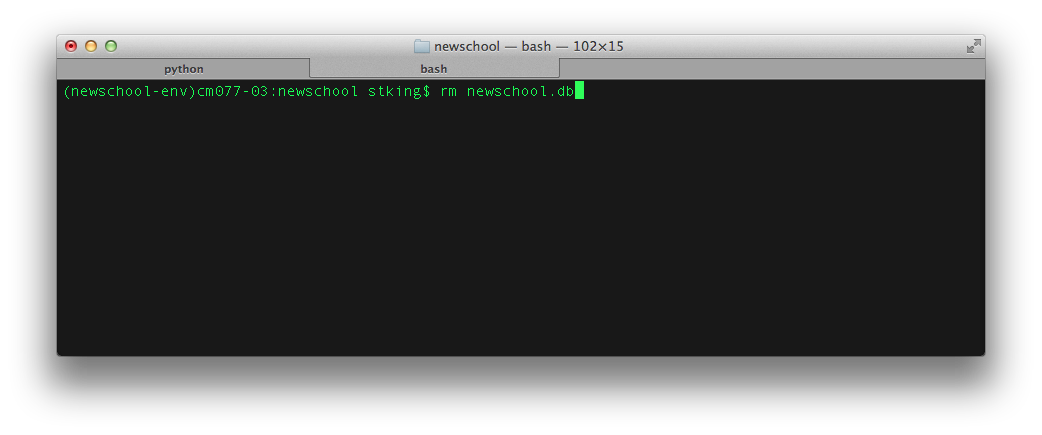 newschool — bash — 102×15
python bash
(newschool-env)cm077-03:newschool stking$ rm newschool.db